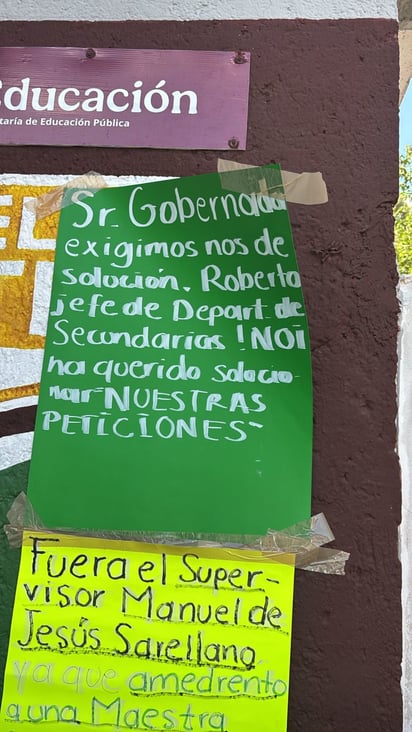 Educación
taría de Educación Pública
Sr. Gobernador
exigimos nos de
solución. Roberto
jefe de Depart. de
Secundarias !NO!
ha querido solucio-
nar NUESTRAS
PETICIONES-
Fuera el Super-
visor Manuel de
Jesús Sarellano,
ya que amedrento
a una Maestra